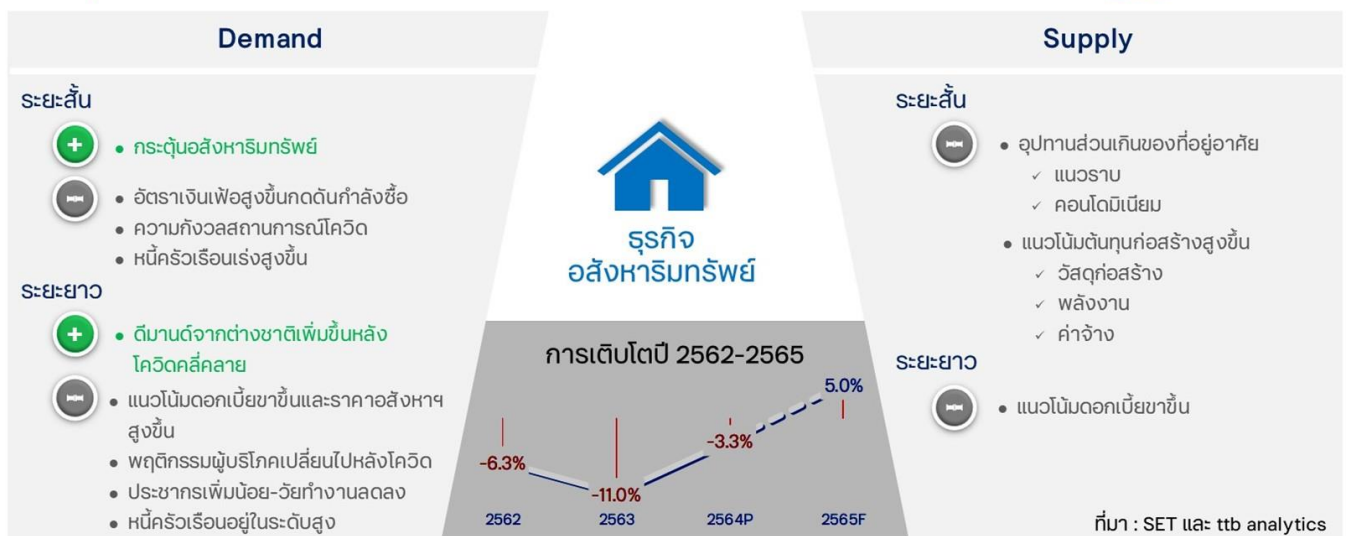 Demand
ระยะสั้น
+
• กระตุ้นอสังหาริมทรัพย์
• อัตราเงินเฟ้อสูงขึ้นกดดันกำลังซื้อ
• ความกังวลสถานการณ์โควิด
• หนี้ครัวเรือนเร่งสูงขึ้น
ระยะยาว
+
• ดีมานด์จากต่างชาติเพิ่มขึ้นหลัง
โควิดคลี่คลาย
• แนวโน้มดอกเบี้ยขาขึ้นและราคาอสังหาฯ
สูงขึ้น
• พฤติกรรมผู้บริโภคเปลี่ยนไปหลังโควิด
• ประชากรเพิ่มน้อย-วัยทำงานลดลง
• หนี้ครัวเรือนอยู่ในระดับสูง
ธุรกิจ
อสังหาริมทรัพย์
การเติบโตปี 2562-2565
-6.3%
-11.0%
-3.3%
5.0%
2562
2563
2564P
2565F
Supply
ระยะสั้น
• อุปทานส่วนเกินของที่อยู่อาศัย
✓ แนวราบ
✓ คอนโดมิเนียม
• แนวโน้มต้นทุนก่อสร้างสูงขึ้น
✓ วัสดุก่อสร้าง
✓ พลังงาน
✓ ค่าจ้าง
ระยะยาว
• แนวโน้มดอกเบี้ยขาขึ้น
ที่มา : SET และ ttb analytics